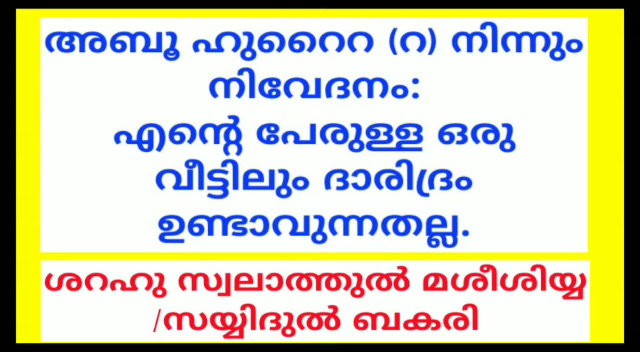 അബൂ ഹുറൈറ (റ) നിന്നും
നിവേദനം:
എന്റെ പേരുള്ള ഒരു
വീട്ടിലും ദാരിദ്രം
ഉണ്ടാവുന്നതല്ല.
ശറഹു സ്വലാത്തുൽ മശീശിയ്യ
/സയ്യിദുൽ ബകരി